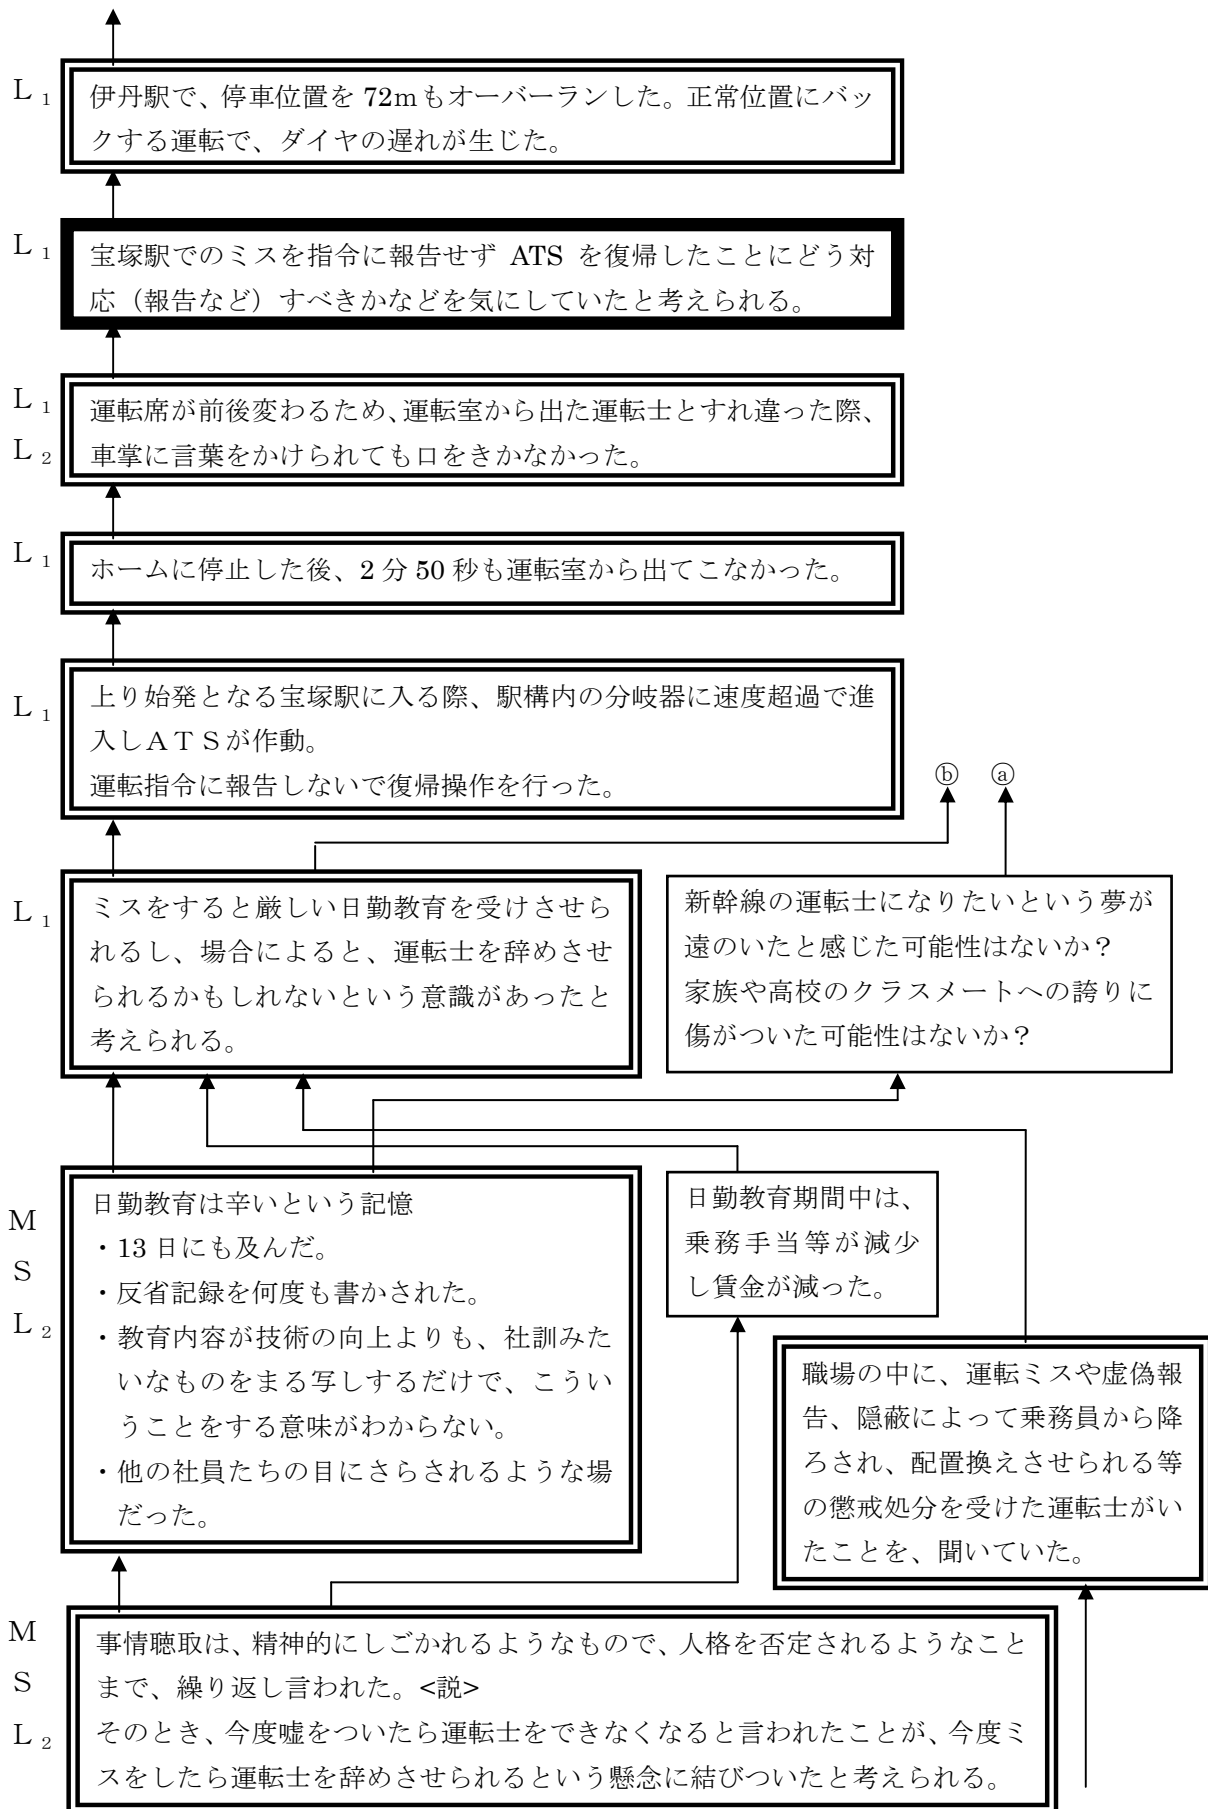 L1
伊丹駅で、停車位置を72mもオーバーランした。正常位置にバッ
クする運転で、ダイヤの遅れが生じた。
L1
宝塚駅でのミスを指令に報告せず ATS を復帰したことにどう対
応（報告など）すべきかなどを気にしていたと考えられる。
L1
L2
運転席が前後変わるため、運転室から出た運転士とすれ違った際、
車掌に言葉をかけられても口をきかなかった。
L1
ホームに停止した後、2分50秒も運転室から出てこなかった。
L1
上り始発となる宝塚駅に入る際、駅構内の分岐器に速度超過で進
入しＡＴＳが作動。
運転指令に報告しないで復帰操作を行った。
ⓑ ⓐ
L1
ミスをすると厳しい日勤教育を受けさせら
れるし、場合によると、運転士を辞めさせ
られるかもしれないという意識があったと
考えられる。
新幹線の運転士になりたいという夢が
遠のいたと感じた可能性はないか？
家族や高校のクラスメートへの誇りに
傷がついた可能性はないか？
M
S
L2
日勤教育は辛いという記憶
・13日にも及んだ。
・反省記録を何度も書かされた。
・教育内容が技術の向上よりも、社訓みた
いなものをまる写しするだけで、こうい
うことをする意味がわからない。
・他の社員たちの目にさらされるような場
だった。
日勤教育期間中は、
乗務手当等が減少
し賃金が減った。
職場の中に、運転ミスや虚偽報
告、隠蔽によって乗務員から降
ろされ、配置換えさせられる等
の懲戒処分を受けた運転士がい
たことを、聞いていた。
M
S
L2
事情聴取は、精神的にしごかれるようなもので、人格を否定されるようなこと
まで、繰り返し言われた。<説>
そのとき、今度嘘をついたら運転士をできなくなると言われたことが、今度ミ
スをしたら運転士を辞めさせられるという懸念に結びついたと考えられる。